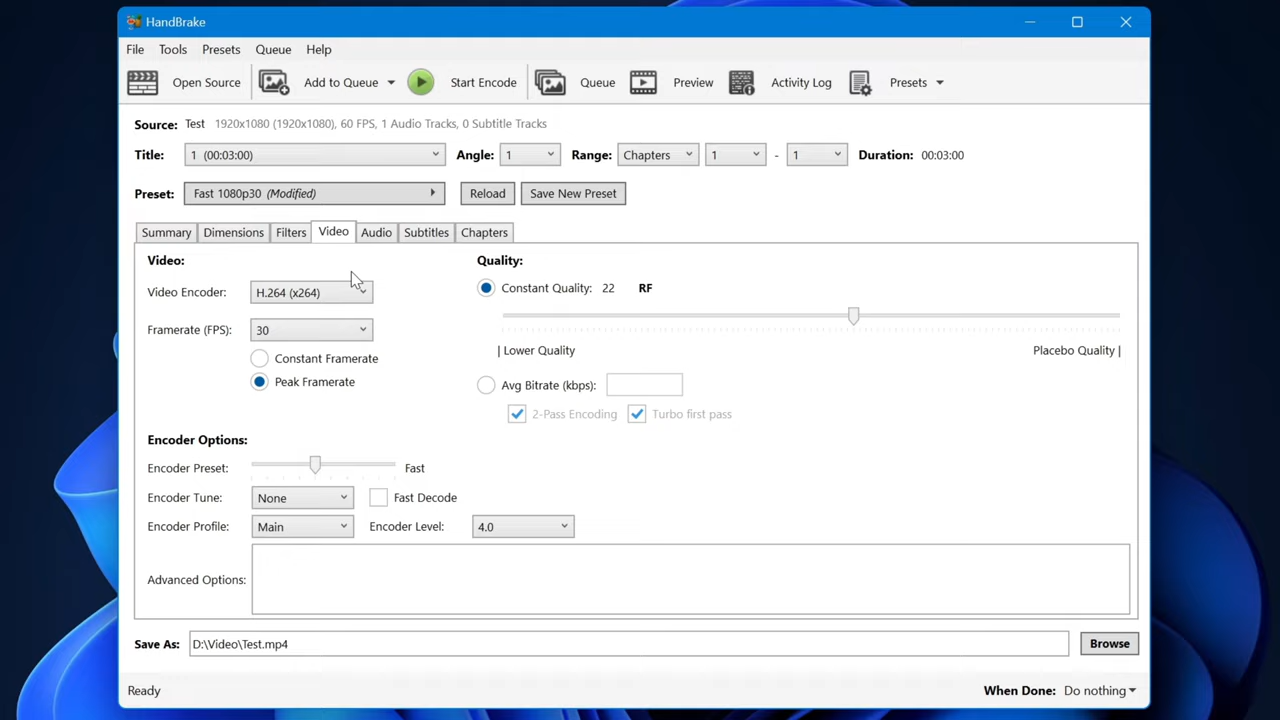 HandBrake
File Tools Presets Queue Help
Open Source Add to Queue Start Encode Queue Preview Activity Log Presets
Source: Test 1920x1080 (1920x1080), 60 FPS, 1 Audio Tracks, 0 Subtitle Tracks
Title: 1 (00:03:00) Angle: 1 Range: Chapters 1 - 1 Duration: 00:03:00
Preset: Fast 1080p30 (Modified) Reload Save New Preset
Summary Dimensions Filters Video Audio Subtitles Chapters
Video: Quality:
Video Encoder: H.264 (x264) Constant Quality: 22 RF
Framerate (FPS): 30
| Lower Quality Placebo Quality |
Constant Framerate
Peak Framerate Avg Bitrate (kbps):
2-Pass Encoding Turbo first pass
Encoder Options:
Encoder Preset: Fast
Encoder Tune: None Fast Decode
Encoder Profile: Main Encoder Level: 4.0
Advanced Options:
Save As: D:\Video\Test.mp4 Browse
Ready When Done: Do nothing